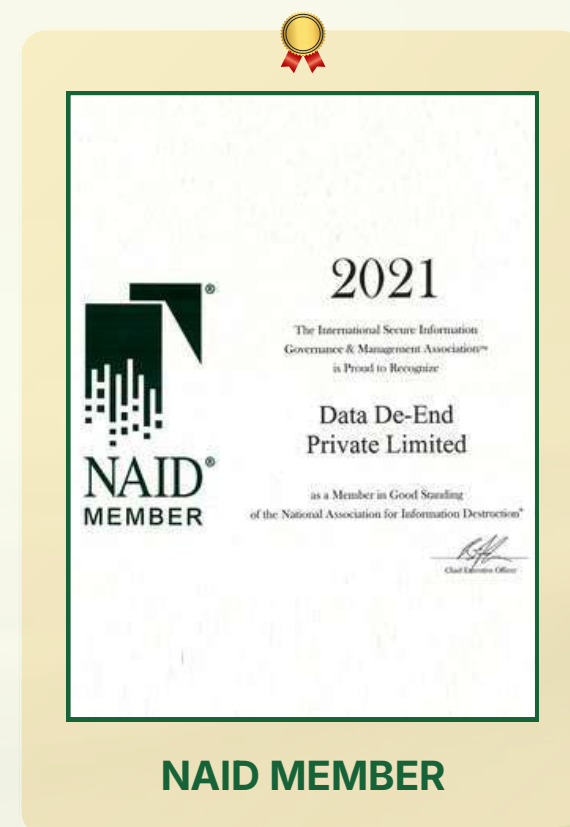 2021
The International Secure Information
Governance & Management Association™
is Proud to Recognize
Data De-End
Private Limited
as a Member in Good Standing
of the National Association for Information Destruction®
Chief Executive Officer
NAID®
MEMBER
NAID MEMBER